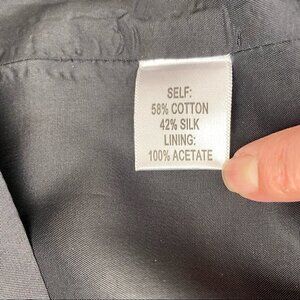 SELF:
58% COTTON
42% SILK
LINING:
100% ACETATE